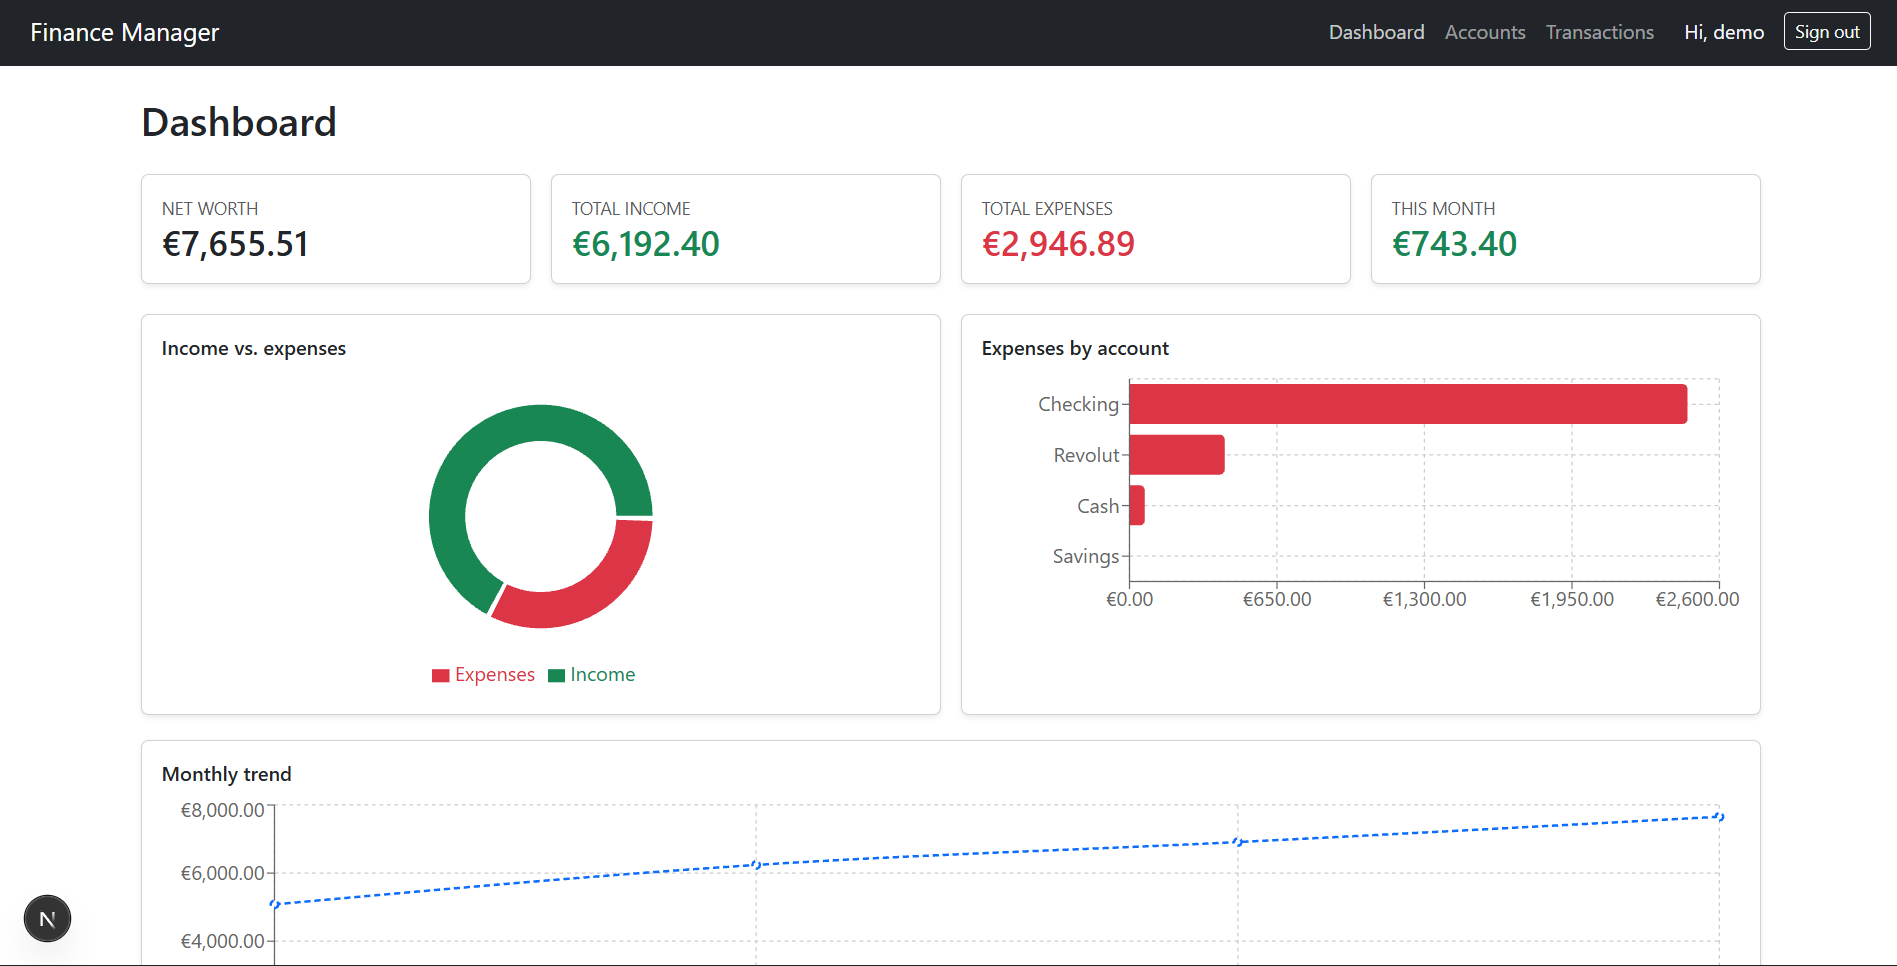 Finance Manager
Dashboard Accounts Transactions Hi, demo Sign out
Dashboard
NET WORTH
€7,655.51
TOTAL INCOME
€6,192.40
TOTAL EXPENSES
€2,946.89
THIS MONTH
€743.40
Income vs. expenses
Expenses Income
Expenses by account
Checking
Revolut
Cash
Savings
€0.00 €650.00 €1,300.00 €1,950.00 €2,600.00
Monthly trend
€8,000.00
€6,000.00
€4,000.00
N